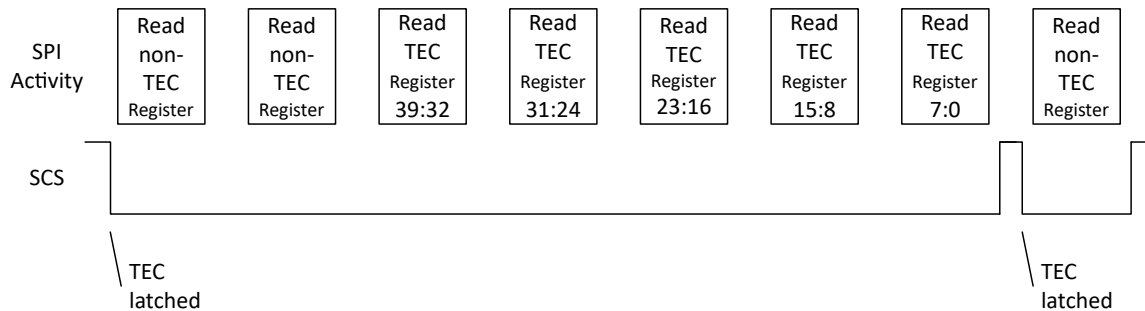 SPI
Activity
Read
non-
TEC
Register
Read
non-
TEC
Register
Read
TEC
Register
39:32
Read
TEC
Register
31:24
Read
TEC
Register
23:16
Read
TEC
Register
15:8
Read
TEC
Register
7:0
Read
non-
TEC
Register
SCS
TEC
latched
TEC
latched